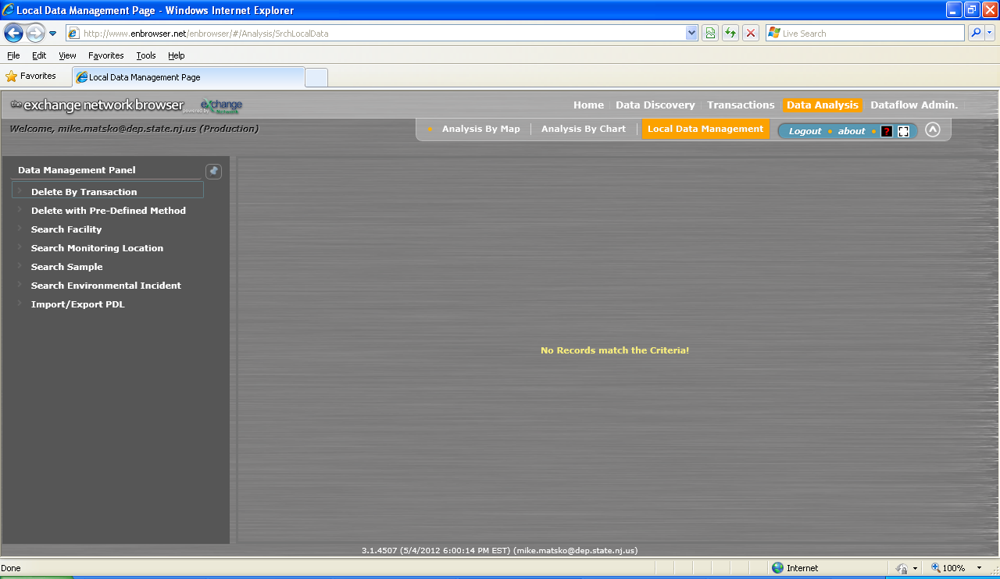 Local Data Management Page - Windows Internet Explorer
http://www.enbrowser.net/enbrowser/#/Analysis/SrchLocalData
Live Search
File Edit View Favorites Tools Help
Favorites
Local Data Management Page
the exchange network browser
powered by
exchange
Network
Home Data Discovery Transactions Data Analysis Dataflow Admin.
Welcome, mike.matsko@dep.state.nj.us (Production)
Analysis By Map Analysis By Chart Local Data Management Logout about ?
Data Management Panel
Delete By Transaction
Delete with Pre-Defined Method
Search Facility
Search Monitoring Location
Search Sample
Search Environmental Incident
Import/Export PDL
No Records match the Criteria!
3.1.4507 (5/4/2012 6:00:14 PM EST) (mike.matsko@dep.state.nj.us)
Done
Internet
100%